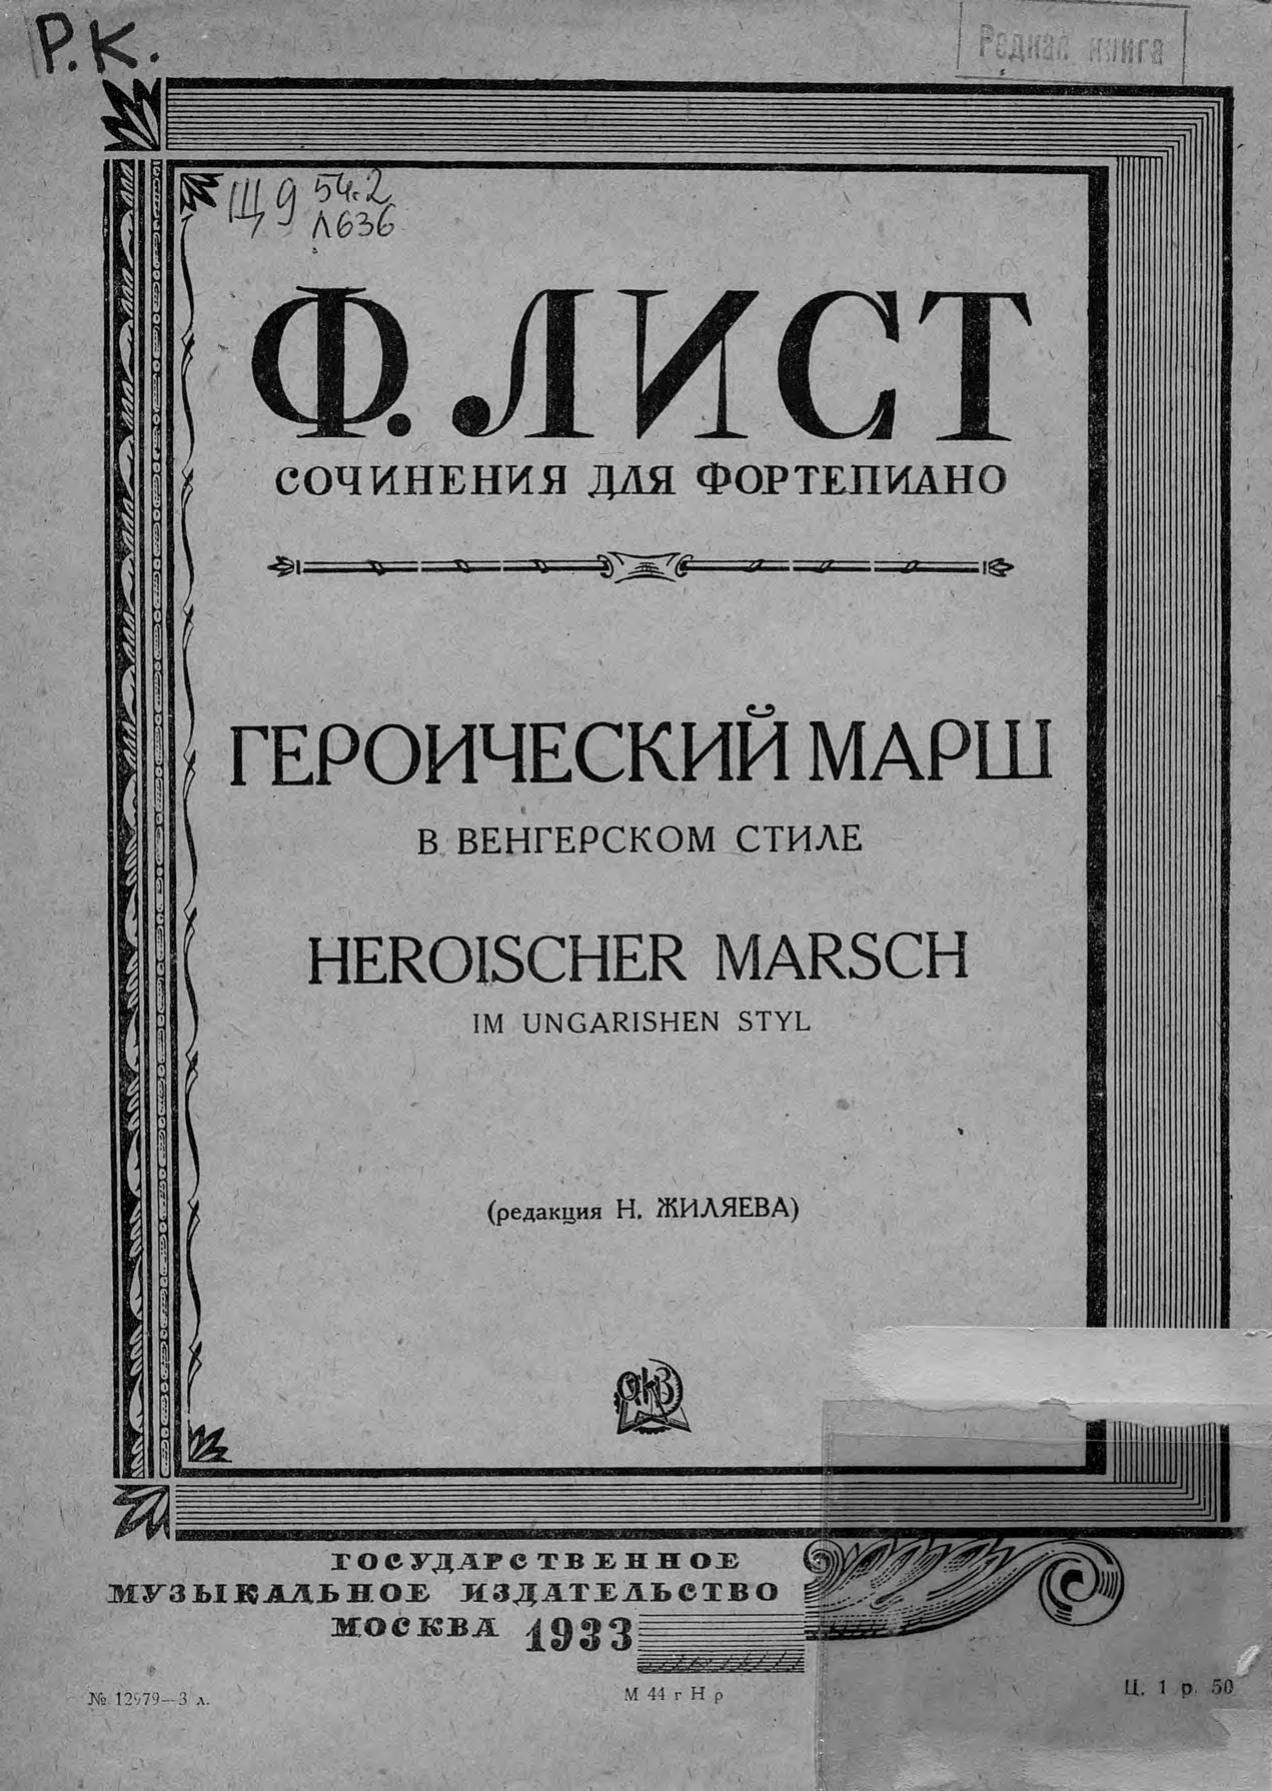 Р.К.
Редкая книга
Щ9 54.2
Л636
Ф. ЛИСТ
СОЧИНЕНИЯ ДЛЯ ФОРТЕПИАНО
ГЕРОИЧЕСКИЙ МАРШ
В ВЕНГЕРСКОМ СТИЛЕ
HEROISCHER MARSCH
IM UNGARISHEN STYL
(редакция Н. ЖИЛЯЕВА)
ГОСУДАРСТВЕННОЕ
МУЗЫКАЛЬНОЕ ИЗДАТЕЛЬСТВО
МОСКВА 1933
№ 12979—3 л.
М 44 г Н р
Ц. 1 р. 50